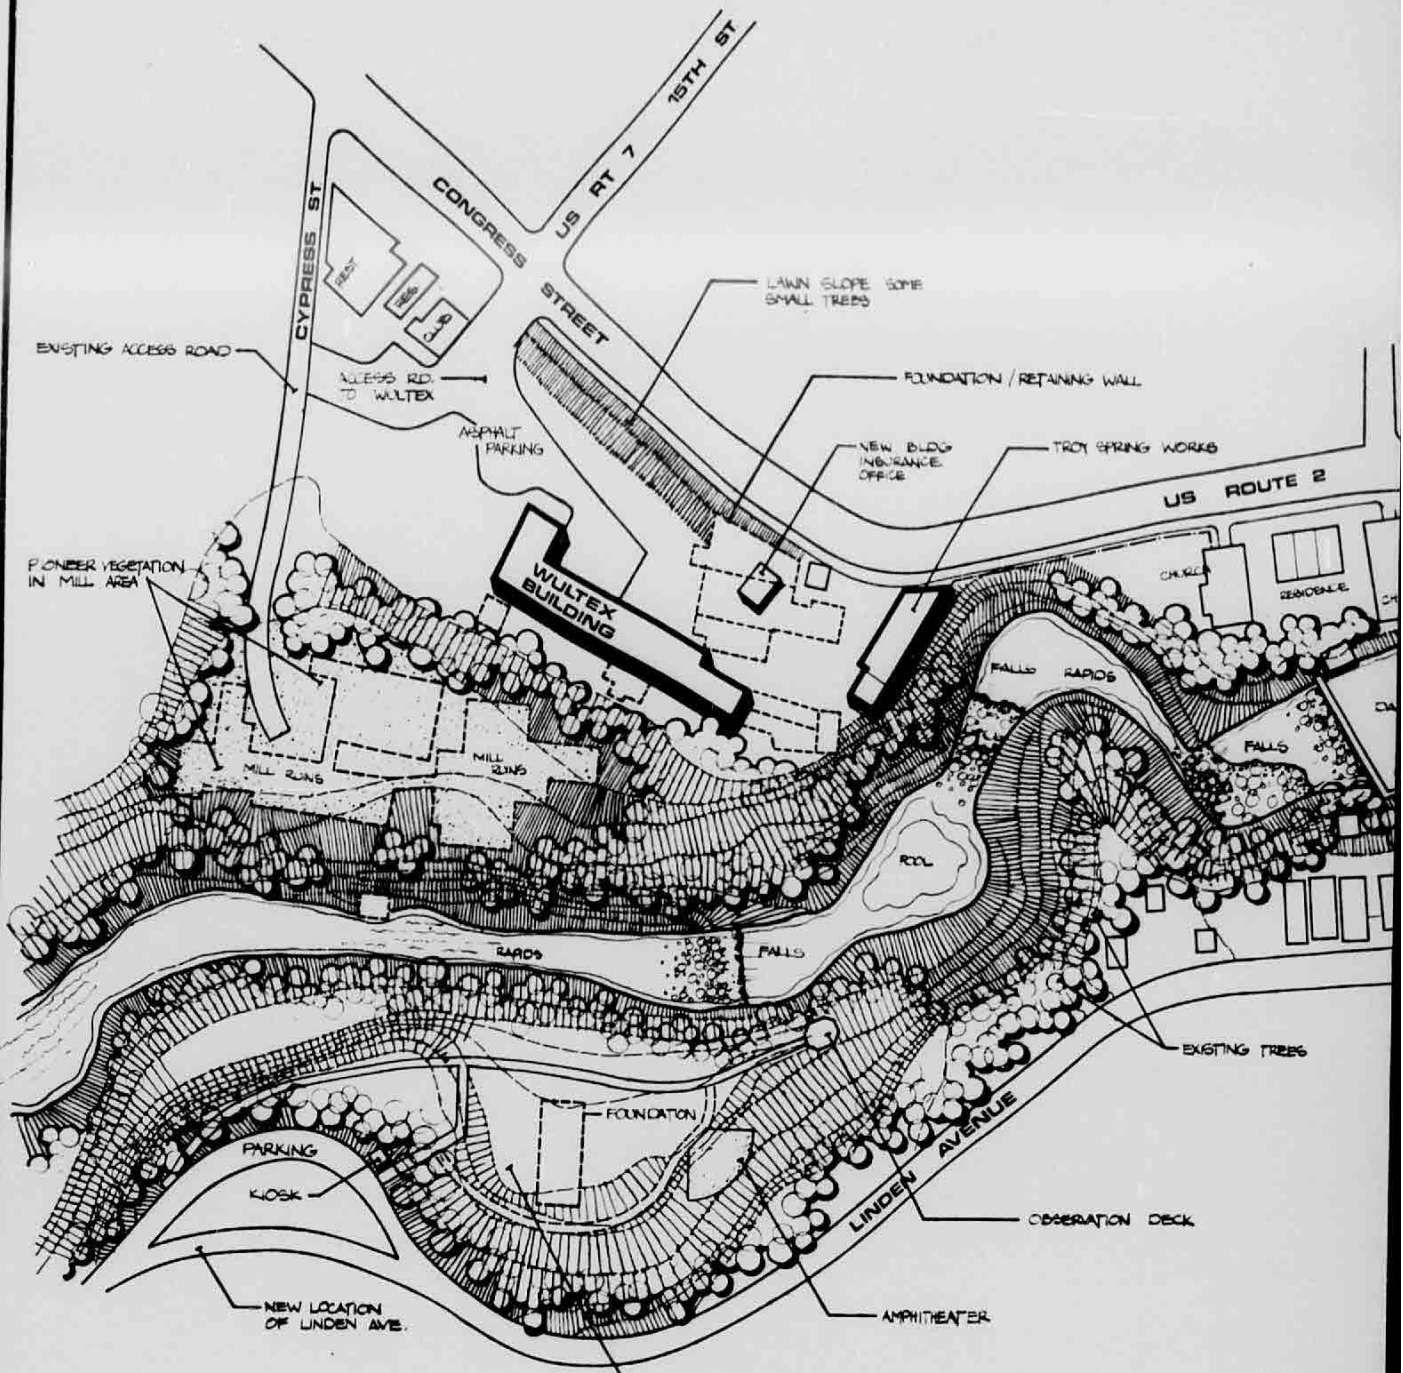 15TH ST
US RT 7
CONGRESS
STREET
CYPRESS ST
REST
RES
CLUB
LAWN SLOPE SOME
SMALL TREES
EXISTING ACCESS ROAD
ACCESS RD.
TO WULTEX
FOUNDATION / RETAINING WALL
ASPHALT
PARKING
NEW BLDG
INSURANCE
OFFICE
TROY SPRING WORKS
US ROUTE 2
PIONEER VEGETATION
IN MILL AREA
WULTEX
BUILDING
CHURCH
RESIDENCE
CH
FALLS RAPIDS
DA
FALLS
MILL RUINS
MILL
RUINS
POOL
RAPIDS
FALLS
EXISTING TREES
FOUNDATION
PARKING
KIOSK
LINDEN AVENUE
OBSERVATION DECK
NEW LOCATION
OF LINDEN AVE.
AMPHITHEATER